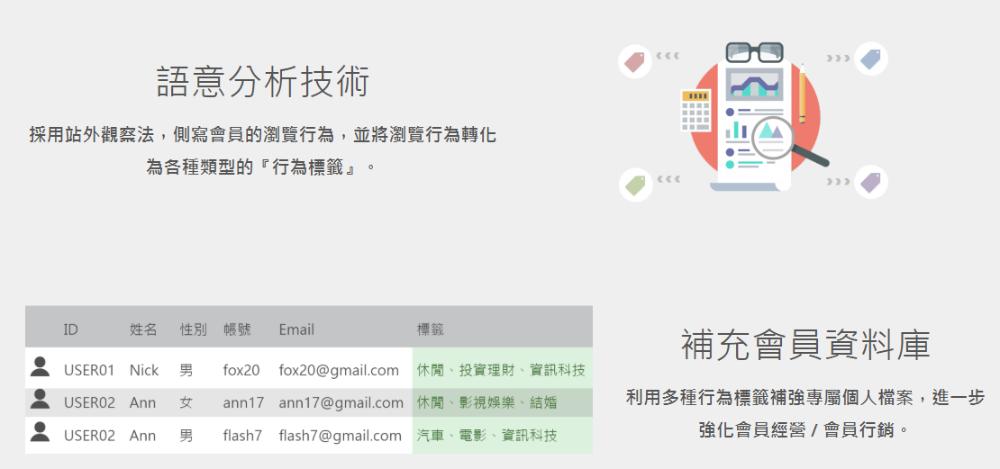 語意分析技術
採用站外觀察法，側寫會員的瀏覽行為，並將瀏覽行為轉化
為各種類型的『行為標籤』。
ID 姓名 性別 帳號 Email 標籤
USER01 Nick 男 fox20 fox20@gmail.com 休閒、投資理財、資訊科技
USER02 Ann 女 ann17 ann17@gmail.com 休閒、影視娛樂、結婚
USER02 Ann 男 flash7 flash7@gmail.com 汽車、電影、資訊科技
補充會員資料庫
利用多種行為標籤補強專屬個人檔案，進一步
強化會員經營 / 會員行銷。